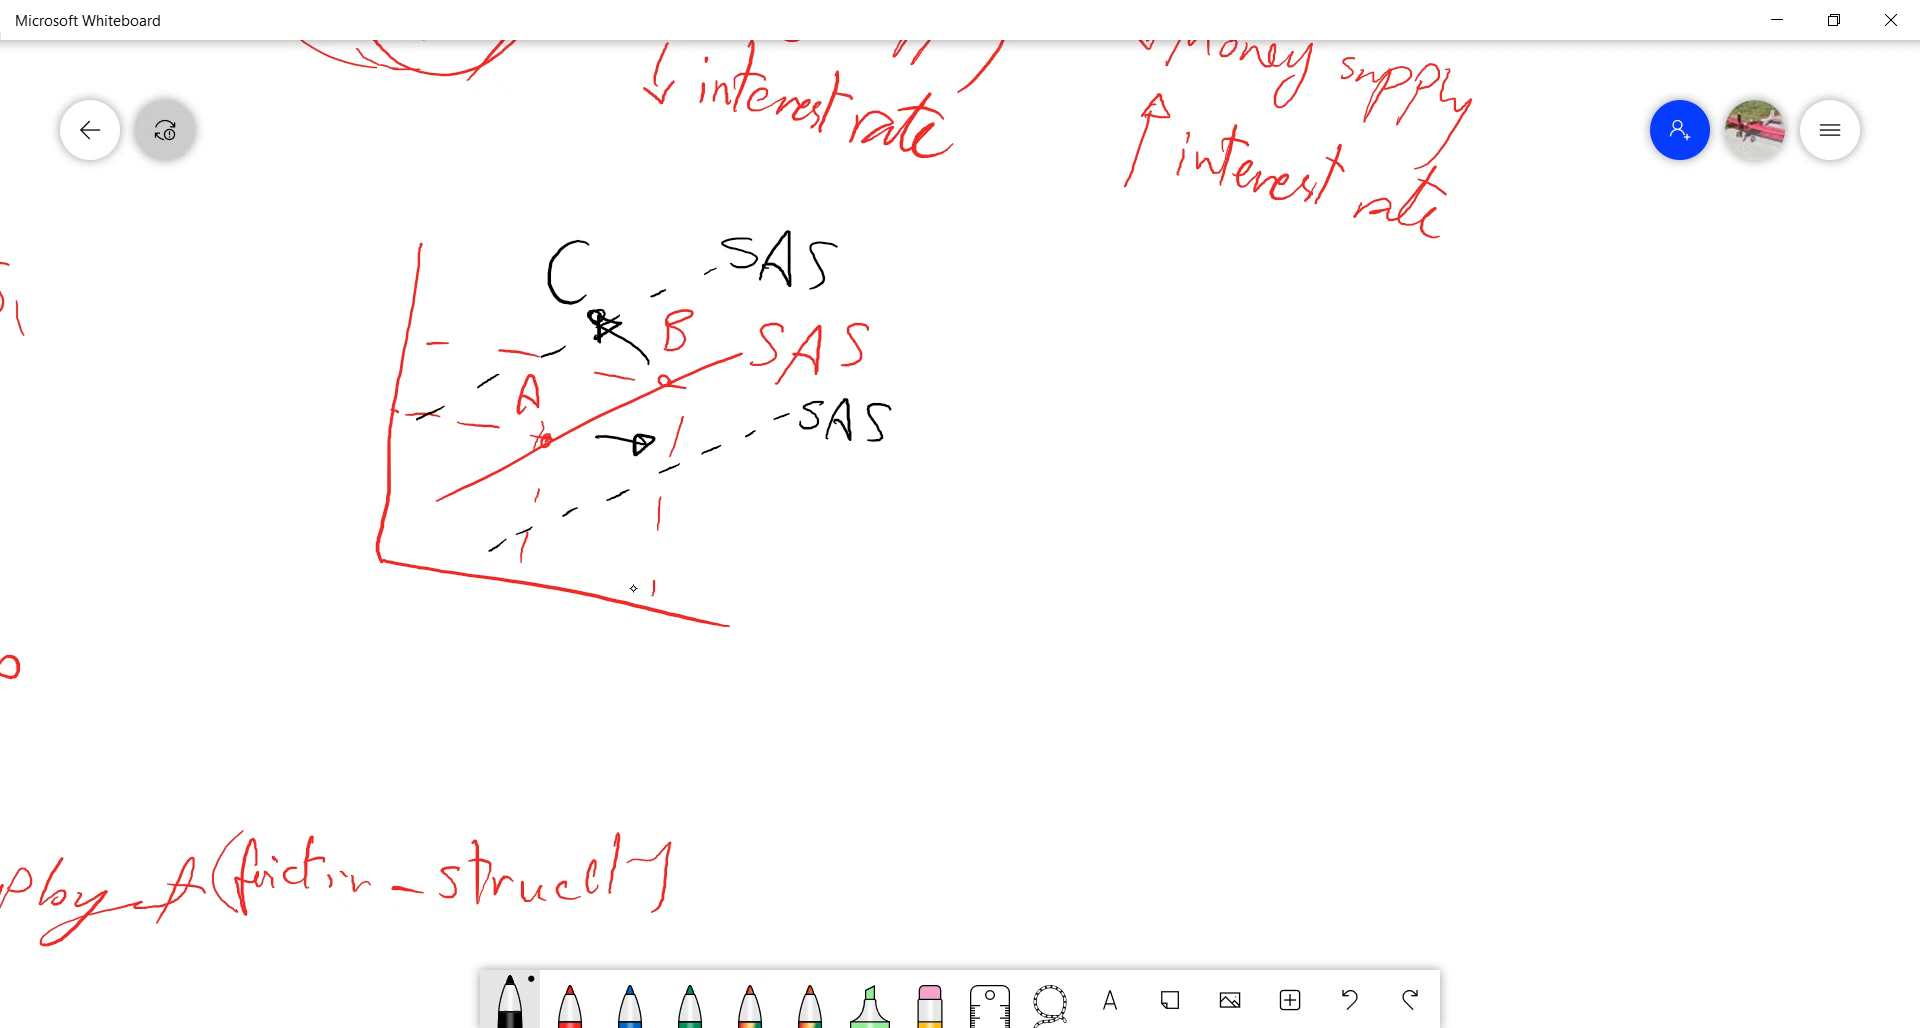 Microsoft Whiteboard
interest rate
Money supply
interest rate
C
SAS
B
SAS
A
SAS